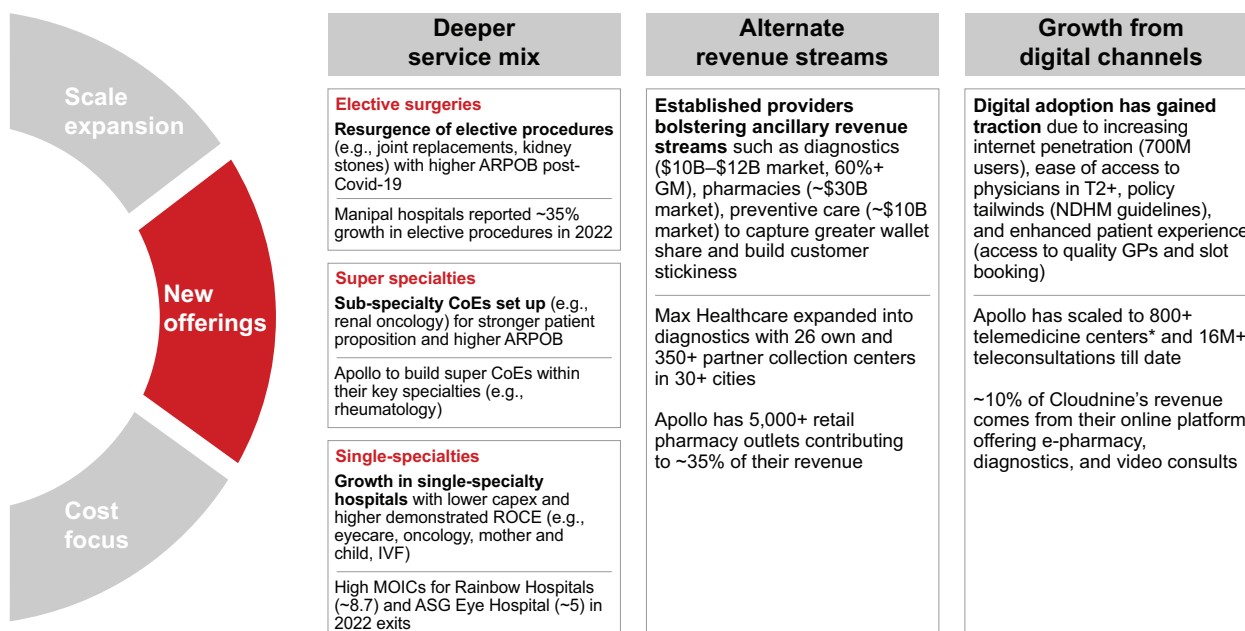 Scale
expansion
New
offerings
Cost
focus
Deeper
service mix
Elective surgeries
Resurgence of elective procedures
(e.g., joint replacements, kidney
stones) with higher ARPOB post-
Covid-19
Manipal hospitals reported ~35%
growth in elective procedures in 2022
Super specialties
Sub-specialty CoEs set up (e.g.,
renal oncology) for stronger patient
proposition and higher ARPOB
Apollo to build super CoEs within
their key specialties (e.g.,
rheumatology)
Single-specialties
Growth in single-specialty
hospitals with lower capex and
higher demonstrated ROCE (e.g.,
eyecare, oncology, mother and
child, IVF)
High MOICs for Rainbow Hospitals
(~8.7) and ASG Eye Hospital (~5) in
2022 exits
Alternate
revenue streams
Established providers
bolstering ancillary revenue
streams such as diagnostics
($10B–$12B market, 60%+
GM), pharmacies (~$30B
market), preventive care (~$10B
market) to capture greater wallet
share and build customer
stickiness
Max Healthcare expanded into
diagnostics with 26 own and
350+ partner collection centers
in 30+ cities
Apollo has 5,000+ retail
pharmacy outlets contributing
to ~35% of their revenue
Growth from
digital channels
Digital adoption has gained
traction due to increasing
internet penetration (700M
users), ease of access to
physicians in T2+, policy
tailwinds (NDHM guidelines),
and enhanced patient experience
(access to quality GPs and slot
booking)
Apollo has scaled to 800+
telemedicine centers* and 16M+
teleconsultations till date
~10% of Cloudnine's revenue
comes from their online platform
offering e-pharmacy,
diagnostics, and video consults